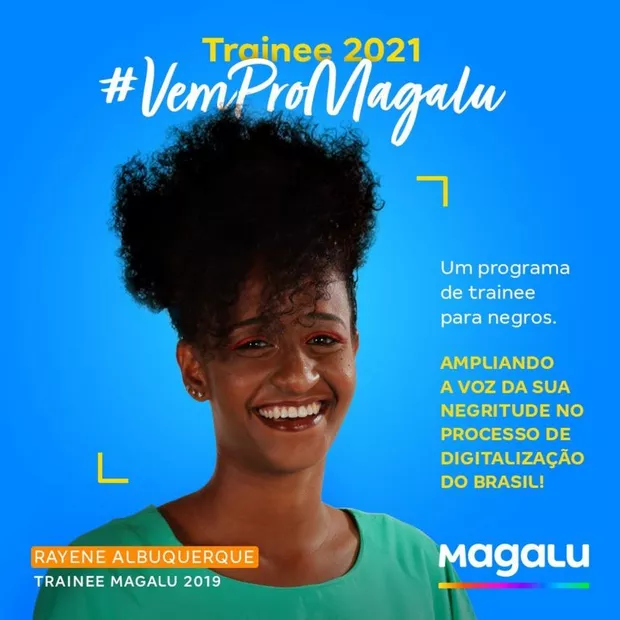 Trainee 2021
#VemProMagalu
Um programa
de trainee
para negros.
AMPLIANDO
A VOZ DA SUA
NEGRITUDE NO
PROCESSO DE
DIGITALIZAÇÃO
DO BRASIL!
RAYENE ALBUQUERQUE
TRAINEE MAGALU 2019
MAGALU